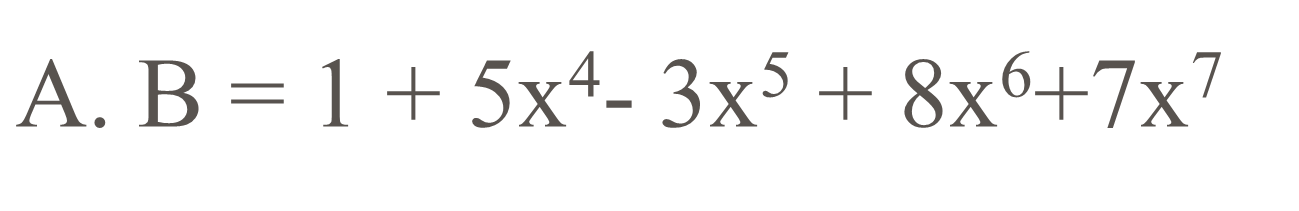 A. B = 1 + 5x⁴- 3x⁵ + 8x⁶+7x⁷